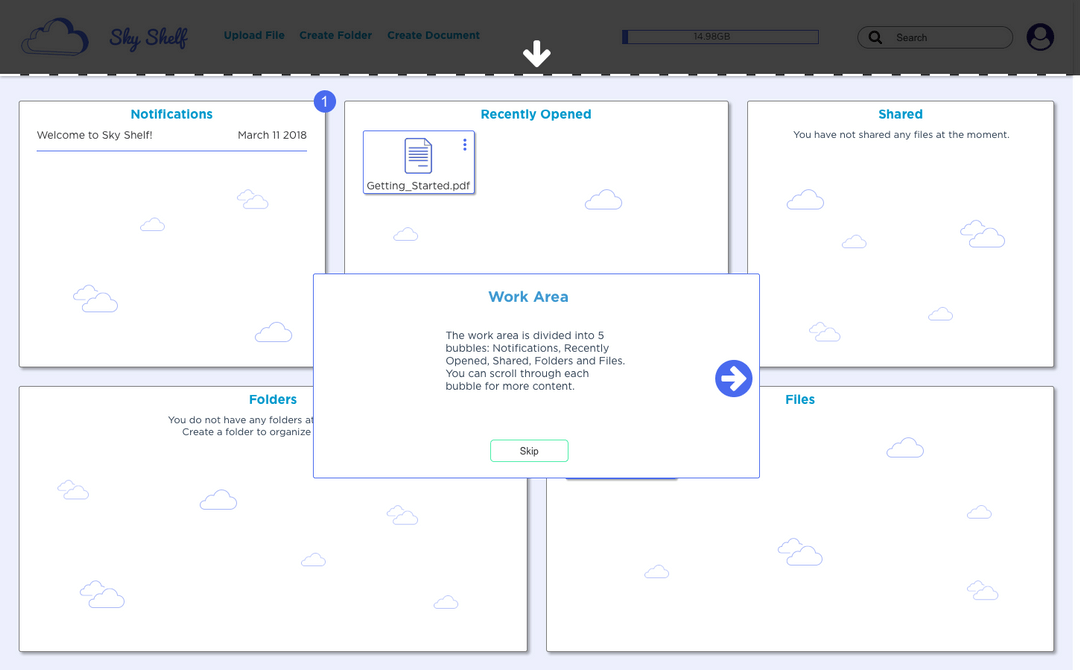 Sky Shelf
Upload File
Create Folder
Create Document
14.98GB
Search
1
Notifications
Welcome to Sky Shelf!
March 11 2018
Recently Opened
Getting_Started.pdf
Shared
You have not shared any files at the moment.
Work Area
The work area is divided into 5
bubbles: Notifications, Recently
Opened, Shared, Folders and Files.
You can scroll through each
bubble for more content.
Skip
Folders
You do not have any folders at
Create a folder to organize
Files